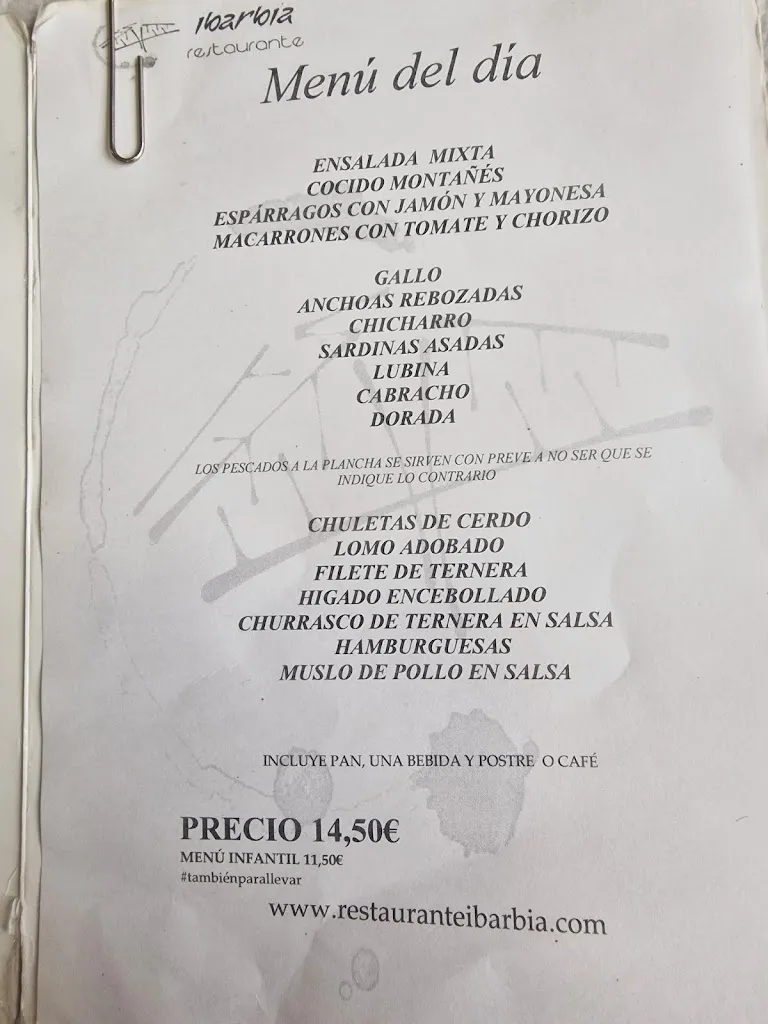 ibarbia
restaurante
Menú del día
ENSALADA MIXTA
COCIDO MONTAÑÉS
ESPÁRRAGOS CON JAMÓN Y MAYONESA
MACARRONES CON TOMATE Y CHORIZO
GALLO
ANCHOAS REBOZADAS
CHICHARRO
SARDINAS ASADAS
LUBINA
CABRACHO
DORADA
LOS PESCADOS A LA PLANCHA SE SIRVEN CON PREVE A NO SER QUE SE
INDIQUE LO CONTRARIO
CHULETAS DE CERDO
LOMO ADOBADO
FILETE DE TERNERA
HIGADO ENCEBOLLADO
CHURRASCO DE TERNERA EN SALSA
HAMBURGUESAS
MUSLO DE POLLO EN SALSA
INCLUYE PAN, UNA BEBIDA Y POSTRE O CAFÉ
PRECIO 14,50€
MENÚ INFANTIL 11,50€
#tambiénparallevar
www.restauranteibarbia.com